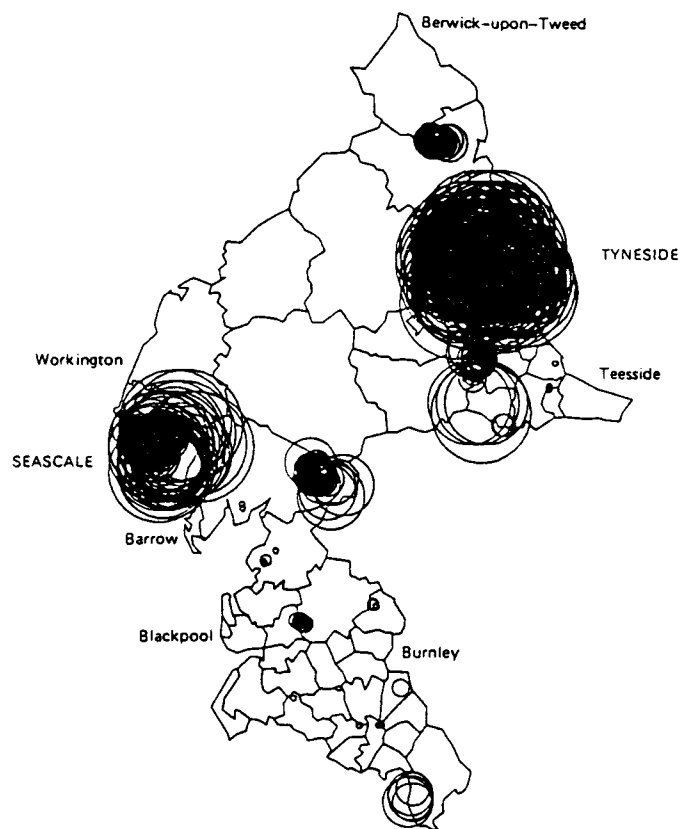 Berwick-upon-Tweed
TYNESIDE
Workington
Teesside
SEASCALE
Barrow
Blackpool
Burnley